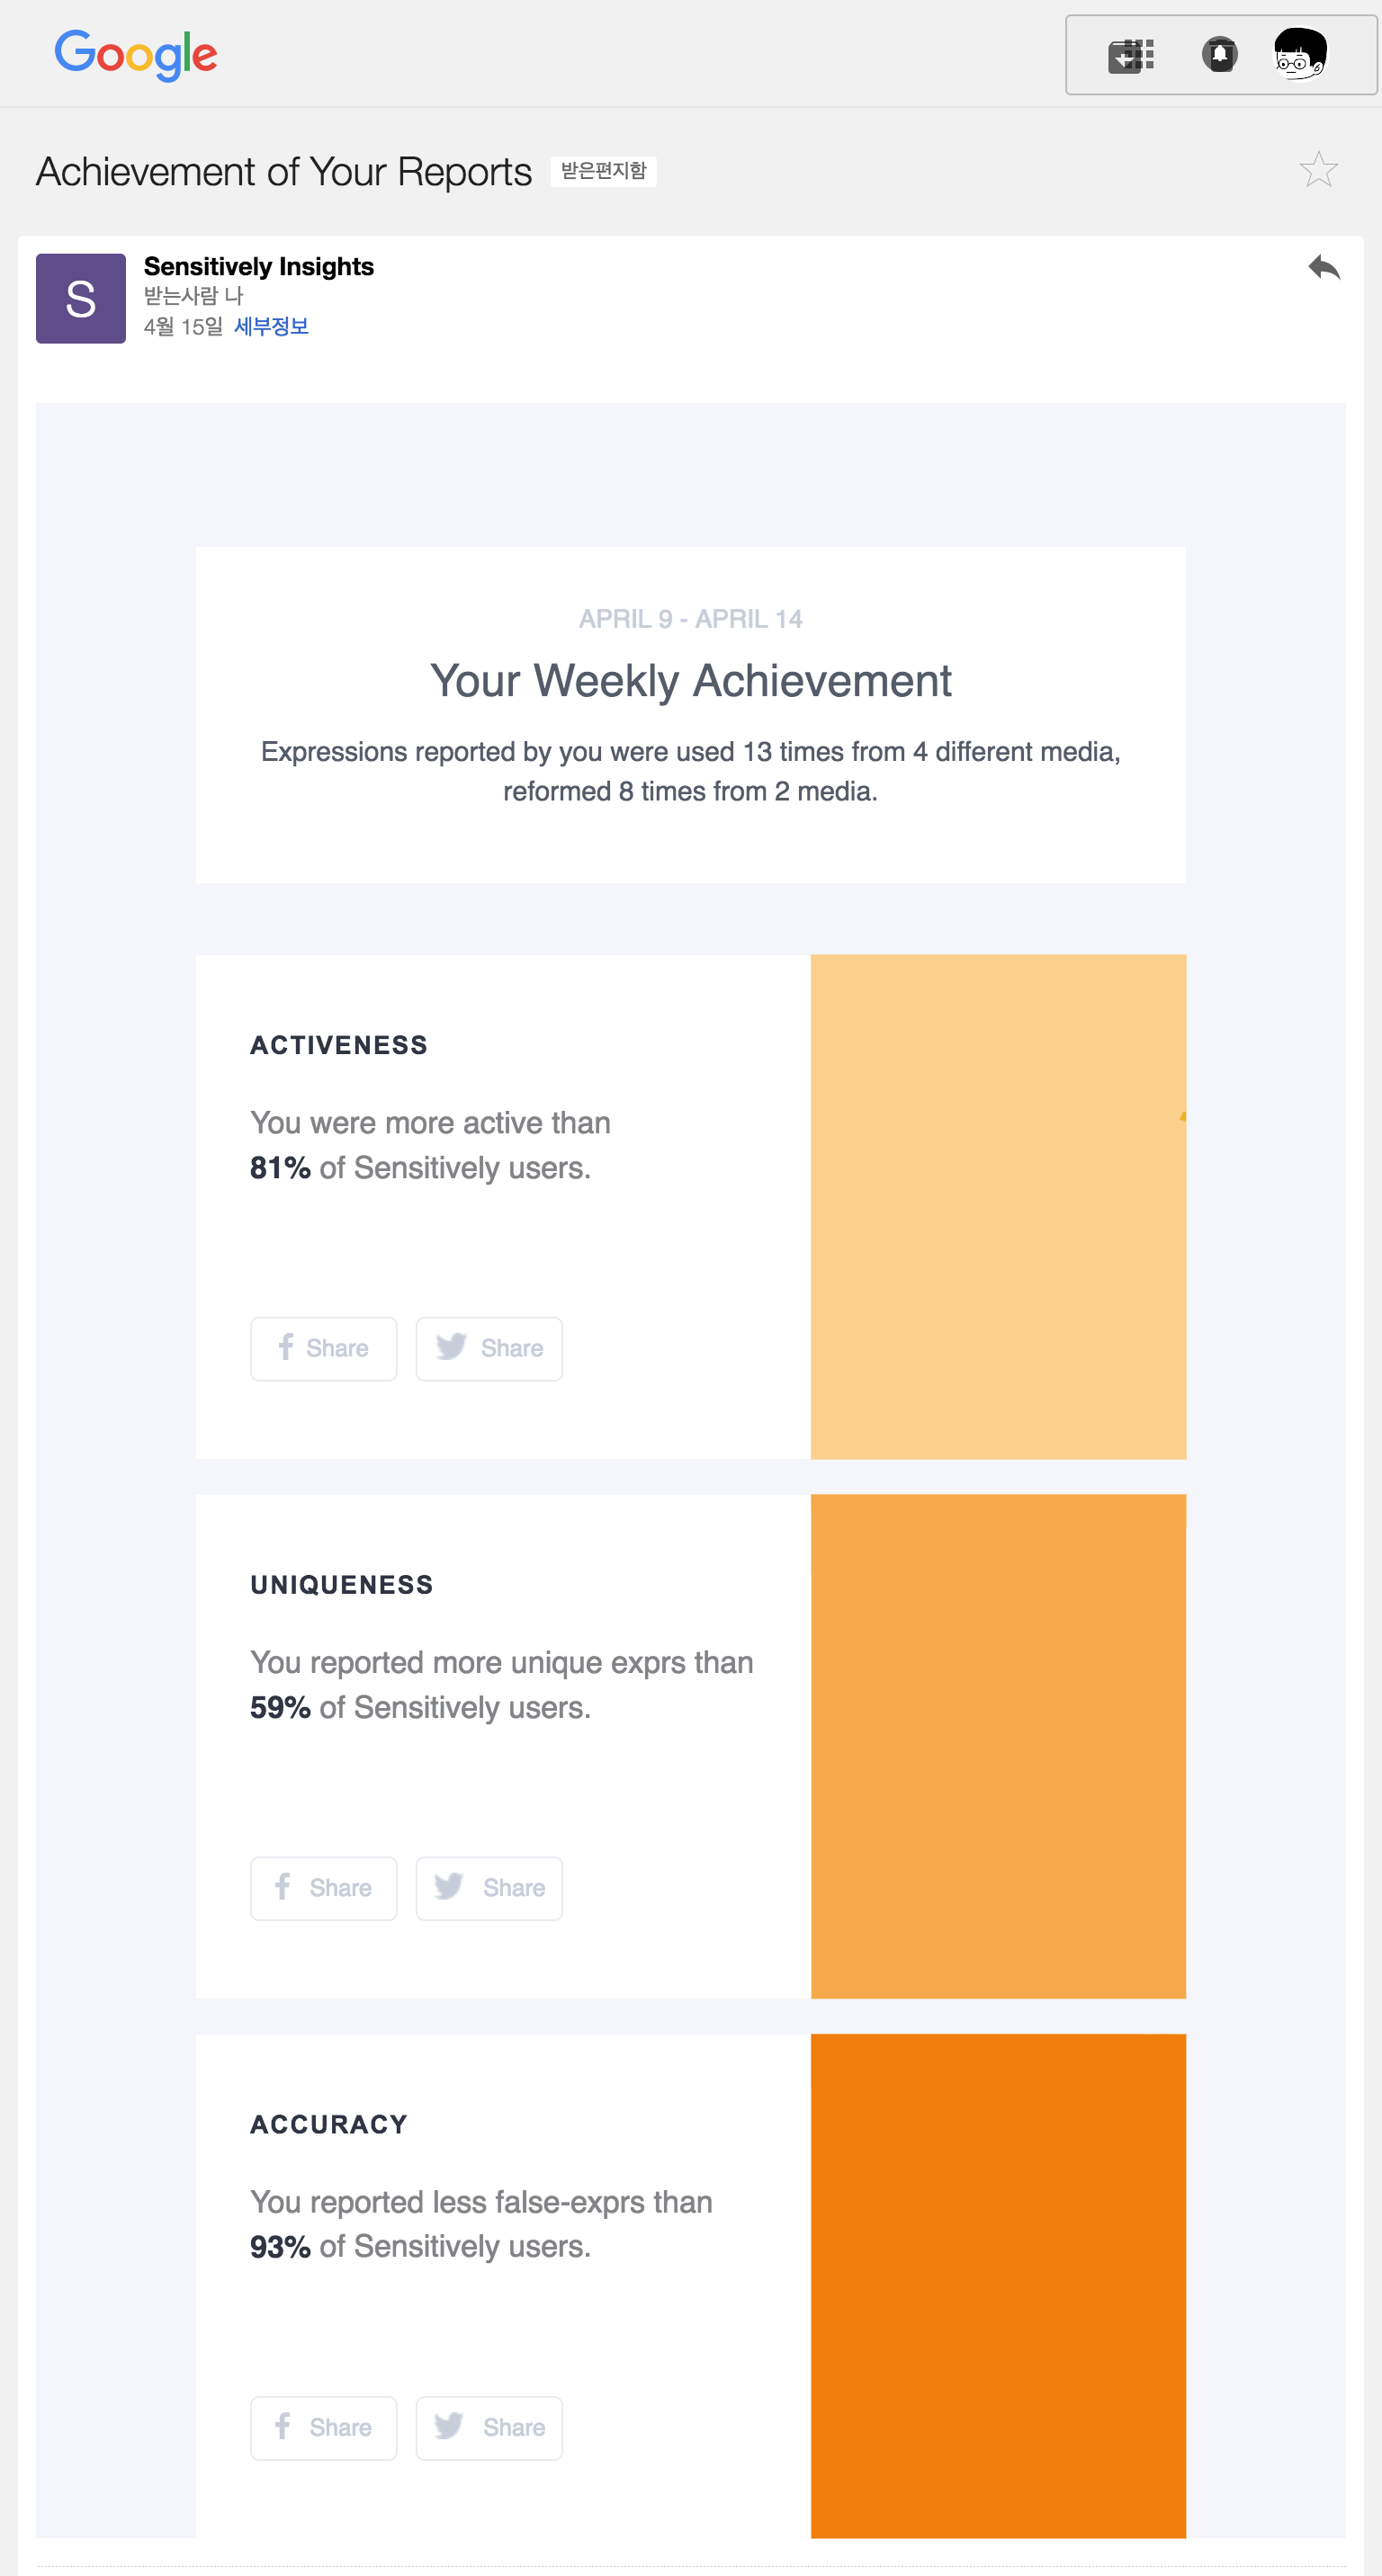 Google
Achievement of Your Reports 받은편지함
S
Sensitively Insights
받는사람 나
4월 15일 세부정보
APRIL 9 - APRIL 14
Your Weekly Achievement
Expressions reported by you were used 13 times from 4 different media,
reformed 8 times from 2 media.
ACTIVENESS
You were more active than
81% of Sensitively users.
Share Share
UNIQUENESS
You reported more unique exprs than
59% of Sensitively users.
Share Share
ACCURACY
You reported less false-exprs than
93% of Sensitively users.
Share Share